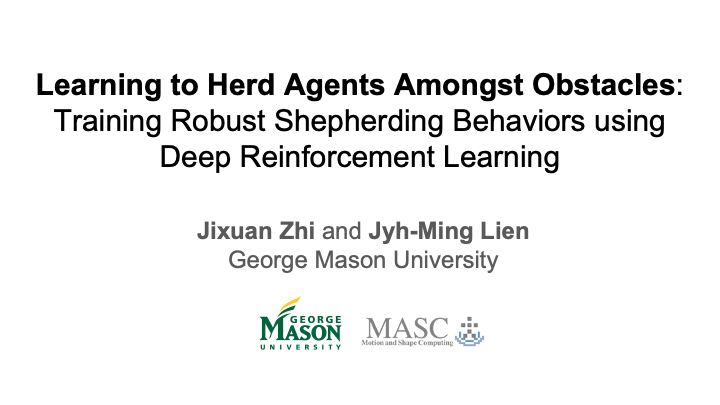 Learning to Herd Agents Amongst Obstacles:
Training Robust Shepherding Behaviors using
Deep Reinforcement Learning
Jixuan Zhi and Jyh-Ming Lien
George Mason University
GEORGE
MASON
UNIVERSITY
MASC
Motion and Shape Computing